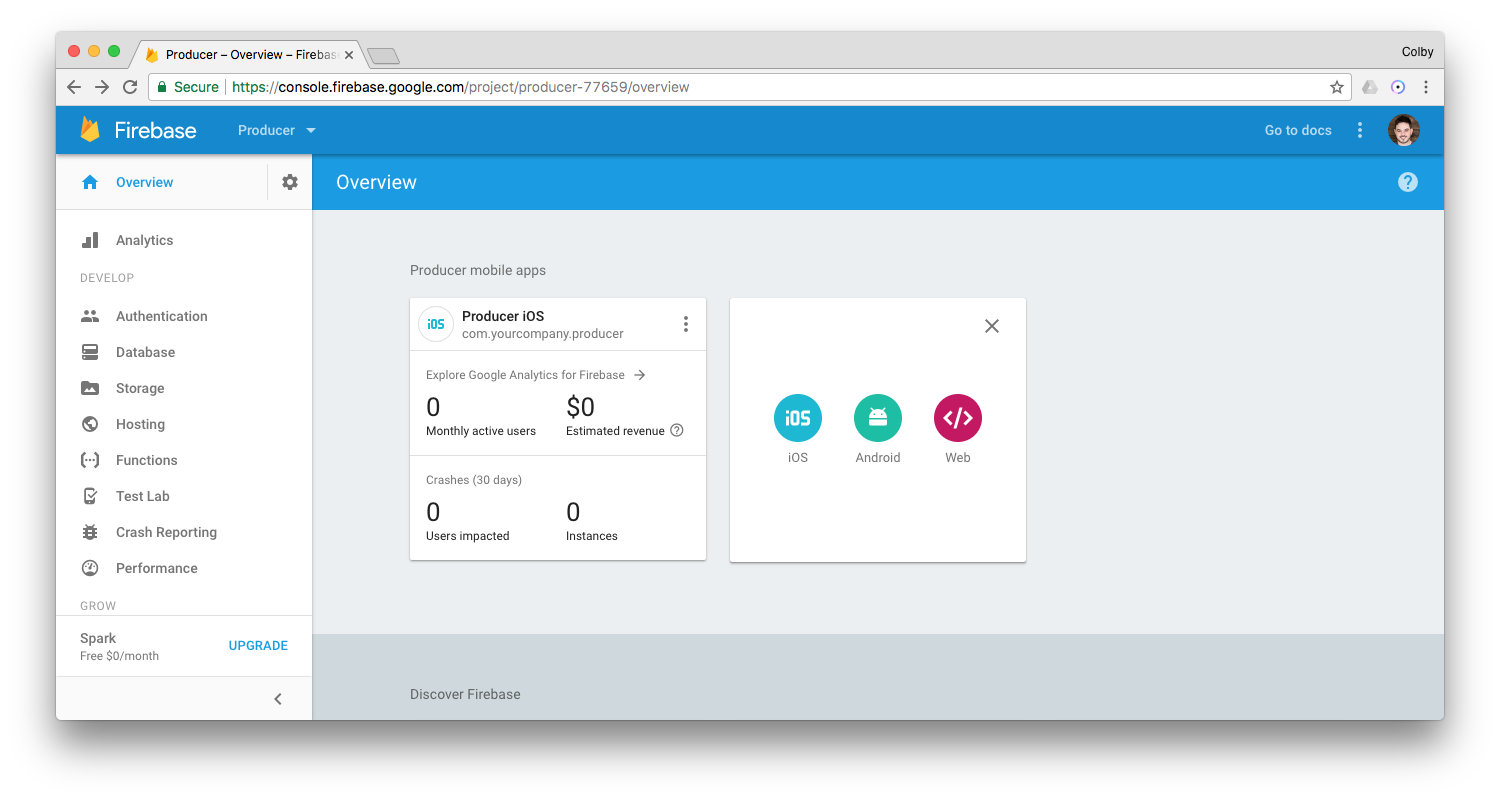 Producer – Overview – Firebas
Colby
Secure https://console.firebase.google.com/project/producer-77659/overview
Firebase
Producer
Go to docs
Overview
Overview
Analytics
DEVELOP
Authentication
Database
Storage
Hosting
Functions
Test Lab
Crash Reporting
Performance
GROW
Spark
Free $0/month
UPGRADE
Producer mobile apps
iOS
Producer iOS
com.yourcompany.producer
Explore Google Analytics for Firebase
0
Monthly active users
$0
Estimated revenue
Crashes (30 days)
0
Users impacted
0
Instances
iOS
iOS
Android
Web
Discover Firebase